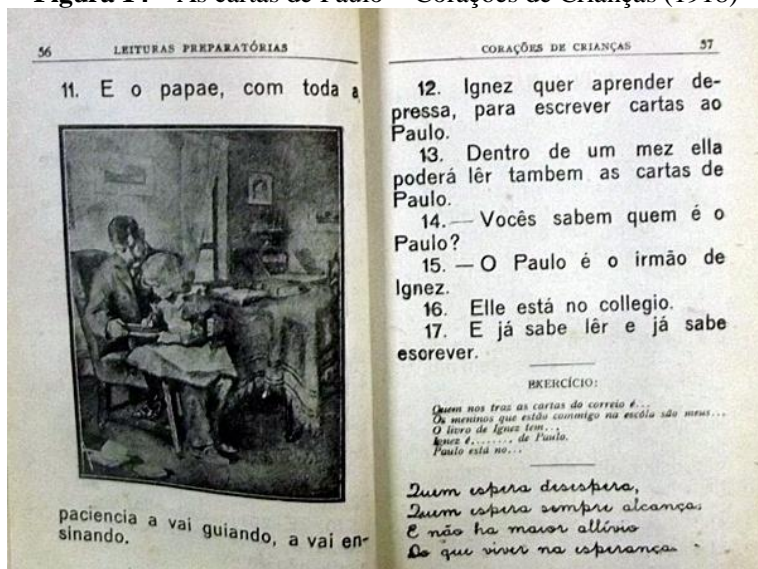 Figura 14 – As cartas de Paulo – Corações de Crianças (1918)
56 LEITURAS PREPARATÓRIAS
11. E o papae, com toda a
paciencia a vai guiando, a vai en-
sinando.
CORAÇÕES DE CRIANÇAS 57
12. Ignez quer aprender de-
pressa, para escrever cartas ao
Paulo.
13. Dentro de um mez ella
poderá lêr tambem as cartas de
Paulo.
14. — Vocês sabem quem é o
Paulo?
15. — O Paulo é o irmão de
Ignez.
16. Elle está no collegio.
17. E já sabe lêr e já sabe
esorever.
EXERCÍCIO:
Quem nos traz as cartas do correio é...
Os meninos que estão commigo na escóla são meus...
O livro de Ignez tem...
Ignez é........ de Paulo.
Paulo está no...
Quem espera desespera,
Quem espera sempre alcança;
E não ha maior allívio
Do que viver na esperança.